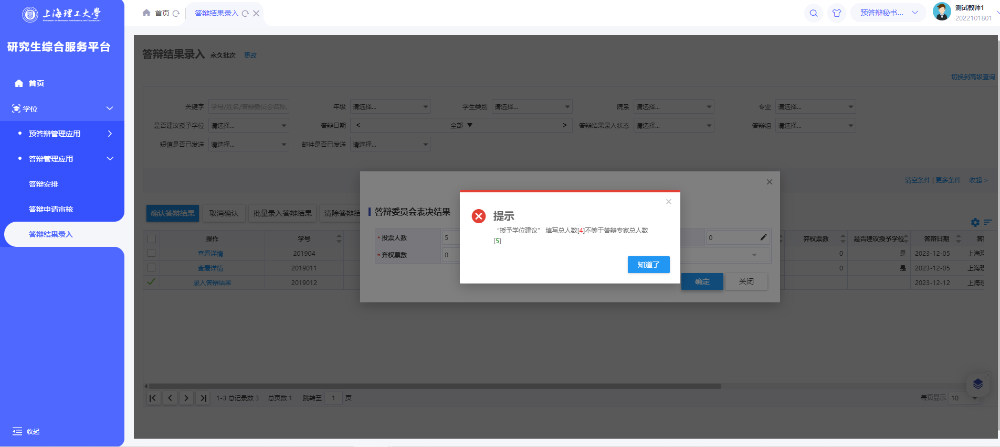 上海理工大學
UNIVERSITY OF SHANGHAI FOR SCIENCE AND TECHNOLOGY
研究生综合服务平台
首页
学位
预答辩管理应用
答辩管理应用
答辩安排
答辩申请审核
答辩结果录入
收起
首页
答辩结果录入
预答辩秘书...
测试教师1
2022101801
答辩结果录入 永久批次 更改
切换到高级查询
关键字 学号/姓名/答辩委员会名称, 年级 请选择... 学生类别 请选择... 院系 请选择... 专业 请选择...
是否建议授予学位 请选择... 答辩日期 < 全部 > 答辩结果录入状态 请选择... 答辩组 请选择...
短信是否已发送 请选择... 邮件是否已发送 请选择...
清空条件 | 更多条件 收起 >
确认答辩结果 取消确认 批量录入答辩结果 清除答辩结
操作 学号 弃权票数 是否建议授予学位 答辩日期
查看详情 201904 0 是 2023-12-05 上海理
查看详情 2019011 0 是 2023-12-05 上海理
录入答辩结果 2019012 2023-12-12 上海理
答辩委员会表决结果
*投票人数 5 0
*弃权票数 0
确定 关闭
提示
“授予学位建议” 填写总人数[4]不等于答辩专家总人数
[5]
知道了
1-3 总记录数 3 总页数 1 跳转至 1 页
每页显示 10